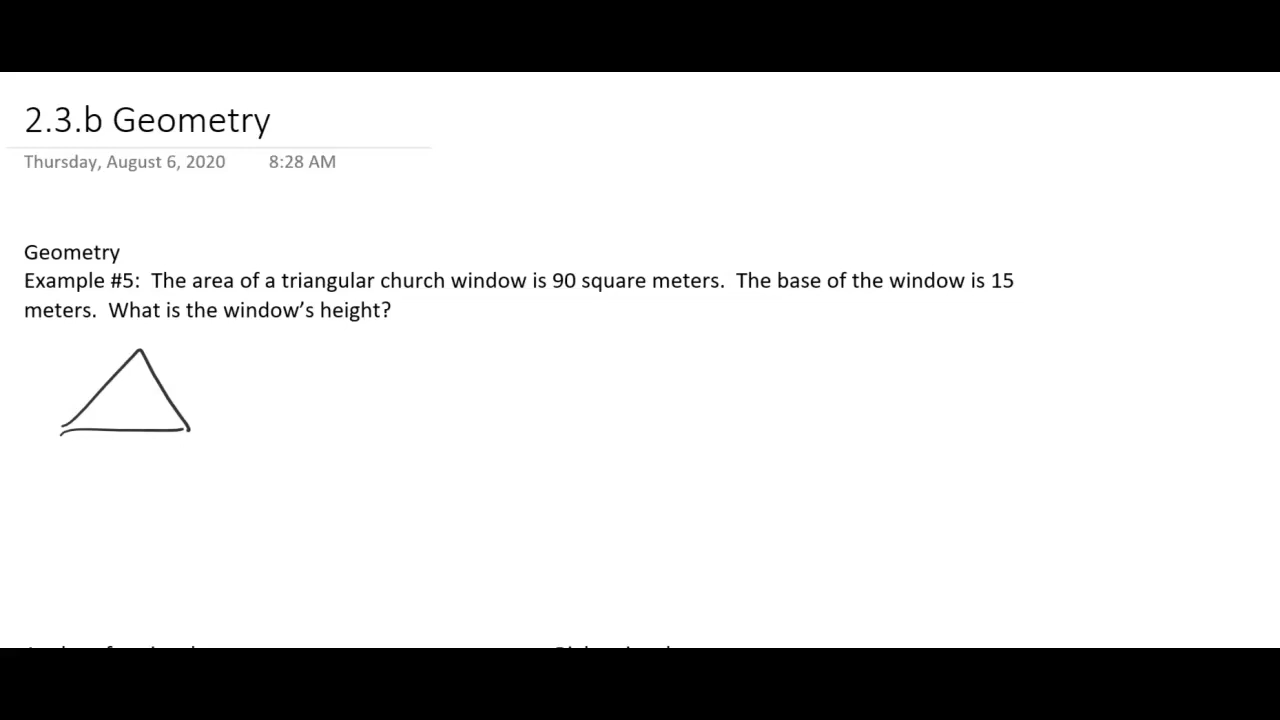 2.3.b Geometry
Thursday, August 6, 2020 8:28 AM
Geometry
Example #5: The area of a triangular church window is 90 square meters. The base of the window is 15
meters. What is the window's height?